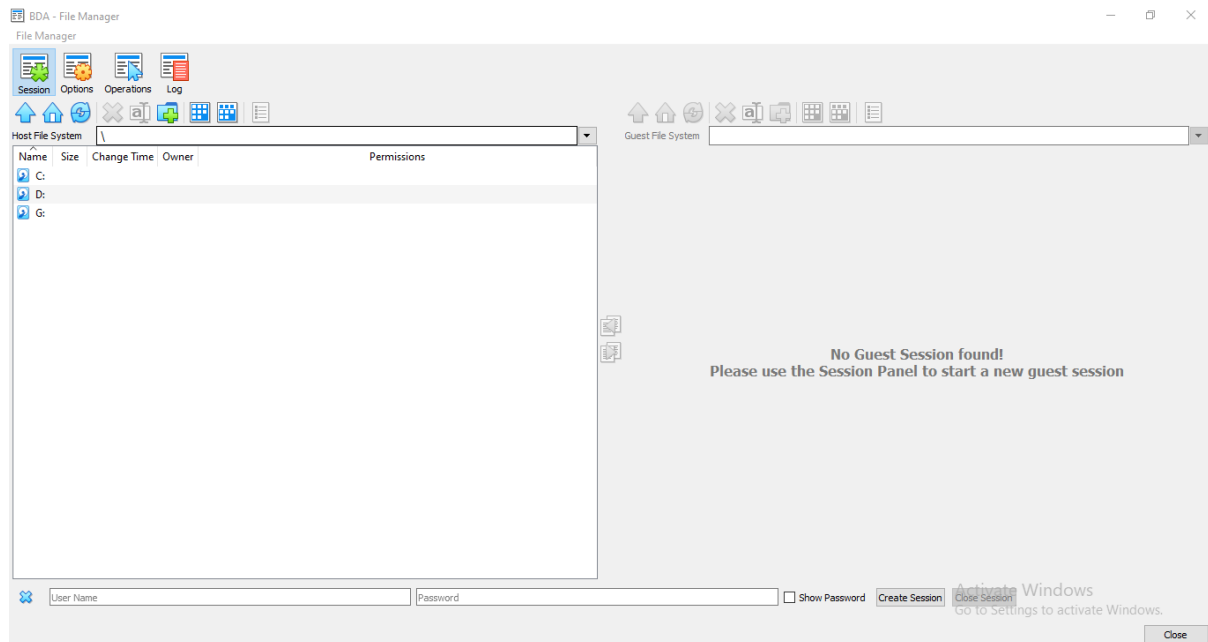 BDA - File Manager
File Manager
Session Options Operations Log
Host File System \
Guest File System
Name Size Change Time Owner Permissions
C:
D:
G:
No Guest Session found!
Please use the Session Panel to start a new guest session
User Name Password Show Password Create Session Close Session
Activate Windows
Go to Settings to activate Windows.
Close